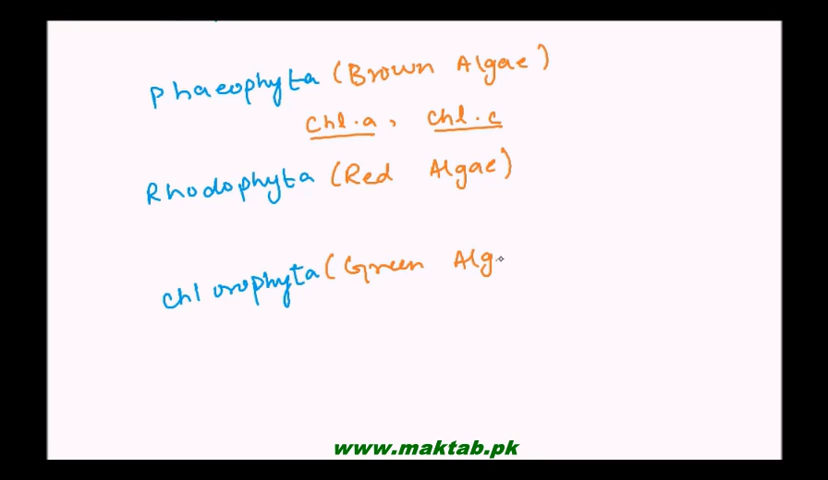 Phaeophyta (Brown Algae)
Chl.a, Chl.c
Rhodophyta (Red Algae)
Chlorophyta (Green Alg
www.maktab.pk